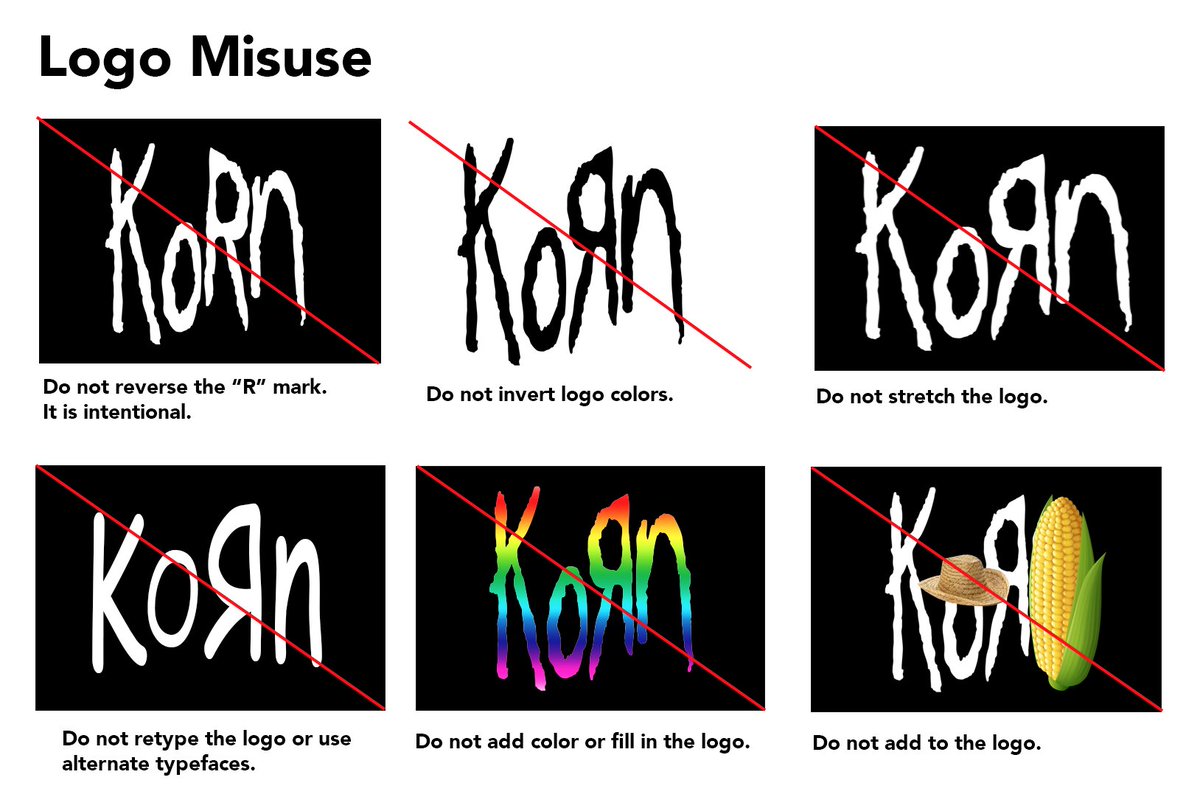 Logo Misuse
KoRn
KoЯn
KoЯn
Do not reverse the “R” mark.
It is intentional.
Do not invert logo colors.
Do not stretch the logo.
KoЯn
KoЯn
KoЯ
Do not retype the logo or use
alternate typefaces.
Do not add color or fill in the logo.
Do not add to the logo.